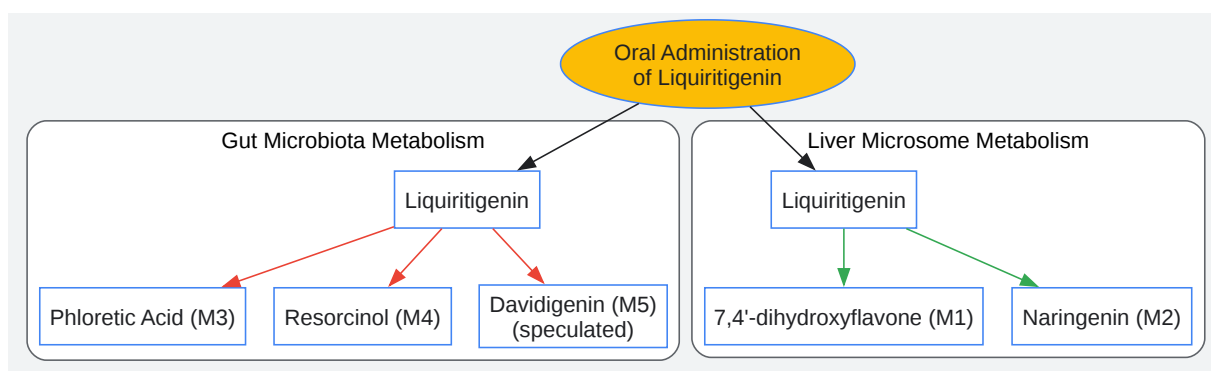 Oral Administration
of Liquiritigenin
Gut Microbiota Metabolism
Liquiritigenin
Phloretic Acid (M3)
Resorcinol (M4)
Davidigenin (M5)
(speculated)
Liver Microsome Metabolism
Liquiritigenin
7,4'-dihydroxyflavone (M1)
Naringenin (M2)